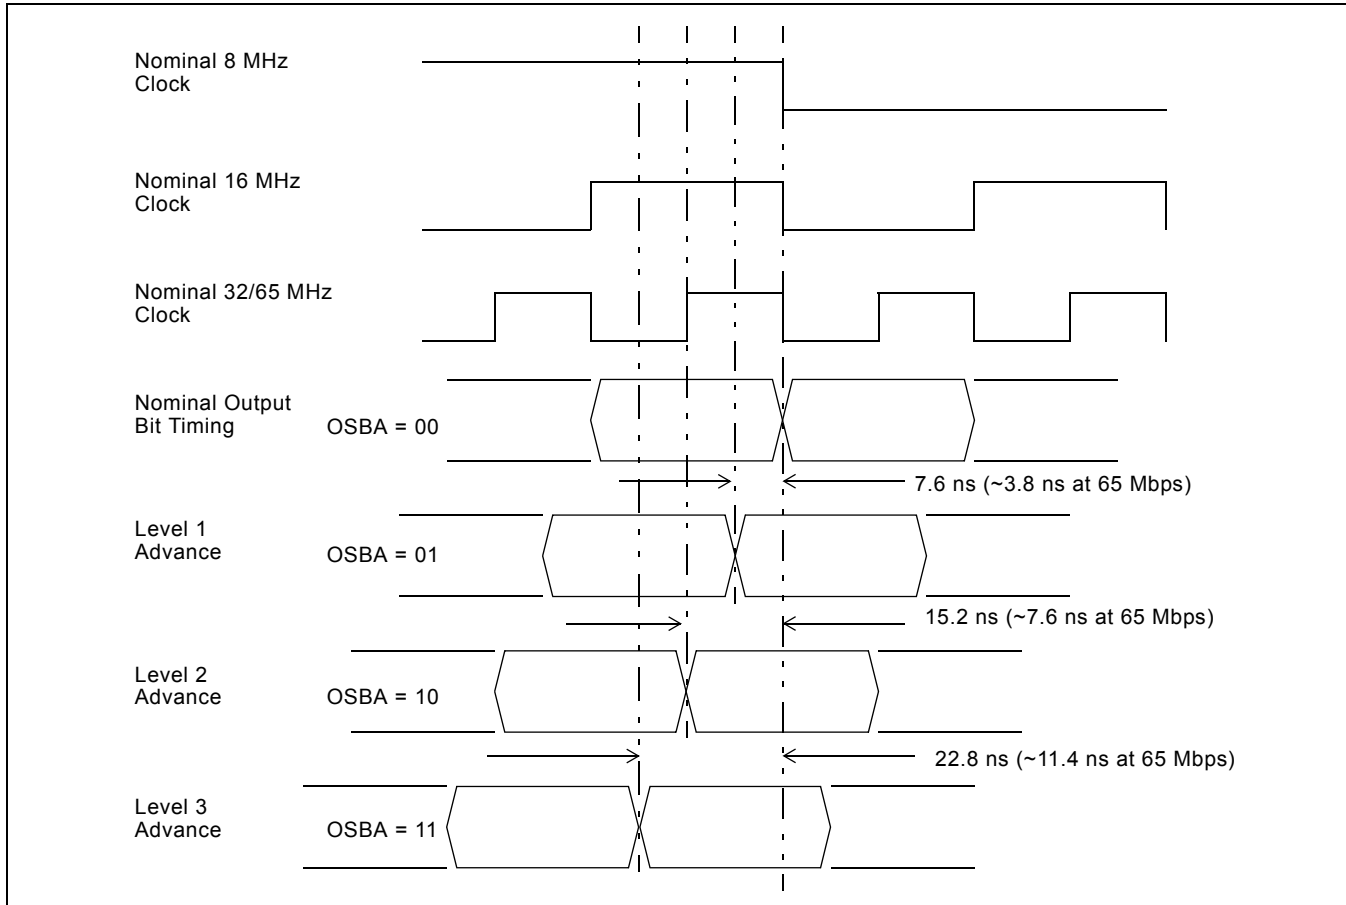 Nominal 8 MHz
Clock
Nominal 16 MHz
Clock
Nominal 32/65 MHz
Clock
Nominal Output
Bit Timing
OSBA = 00
7.6 ns (~3.8 ns at 65 Mbps)
Level 1
Advance
OSBA = 01
15.2 ns (~7.6 ns at 65 Mbps)
Level 2
Advance
OSBA = 10
22.8 ns (~11.4 ns at 65 Mbps)
Level 3
Advance
OSBA = 11